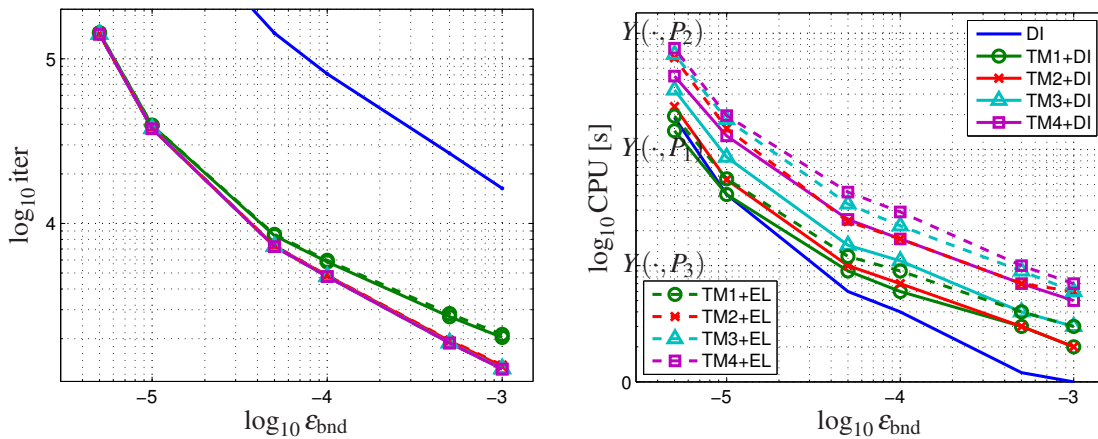 5
4
log₁₀ iter
-5
-4
-3
log₁₀ εbnd
Y(·,P₂)
Y(·,P₁)
Y(·,P₃)
0
log₁₀ CPU [s]
DI
TM1+DI
TM2+DI
TM3+DI
TM4+DI
TM1+EL
TM2+EL
TM3+EL
TM4+EL
-5
-4
-3
log₁₀ εbnd